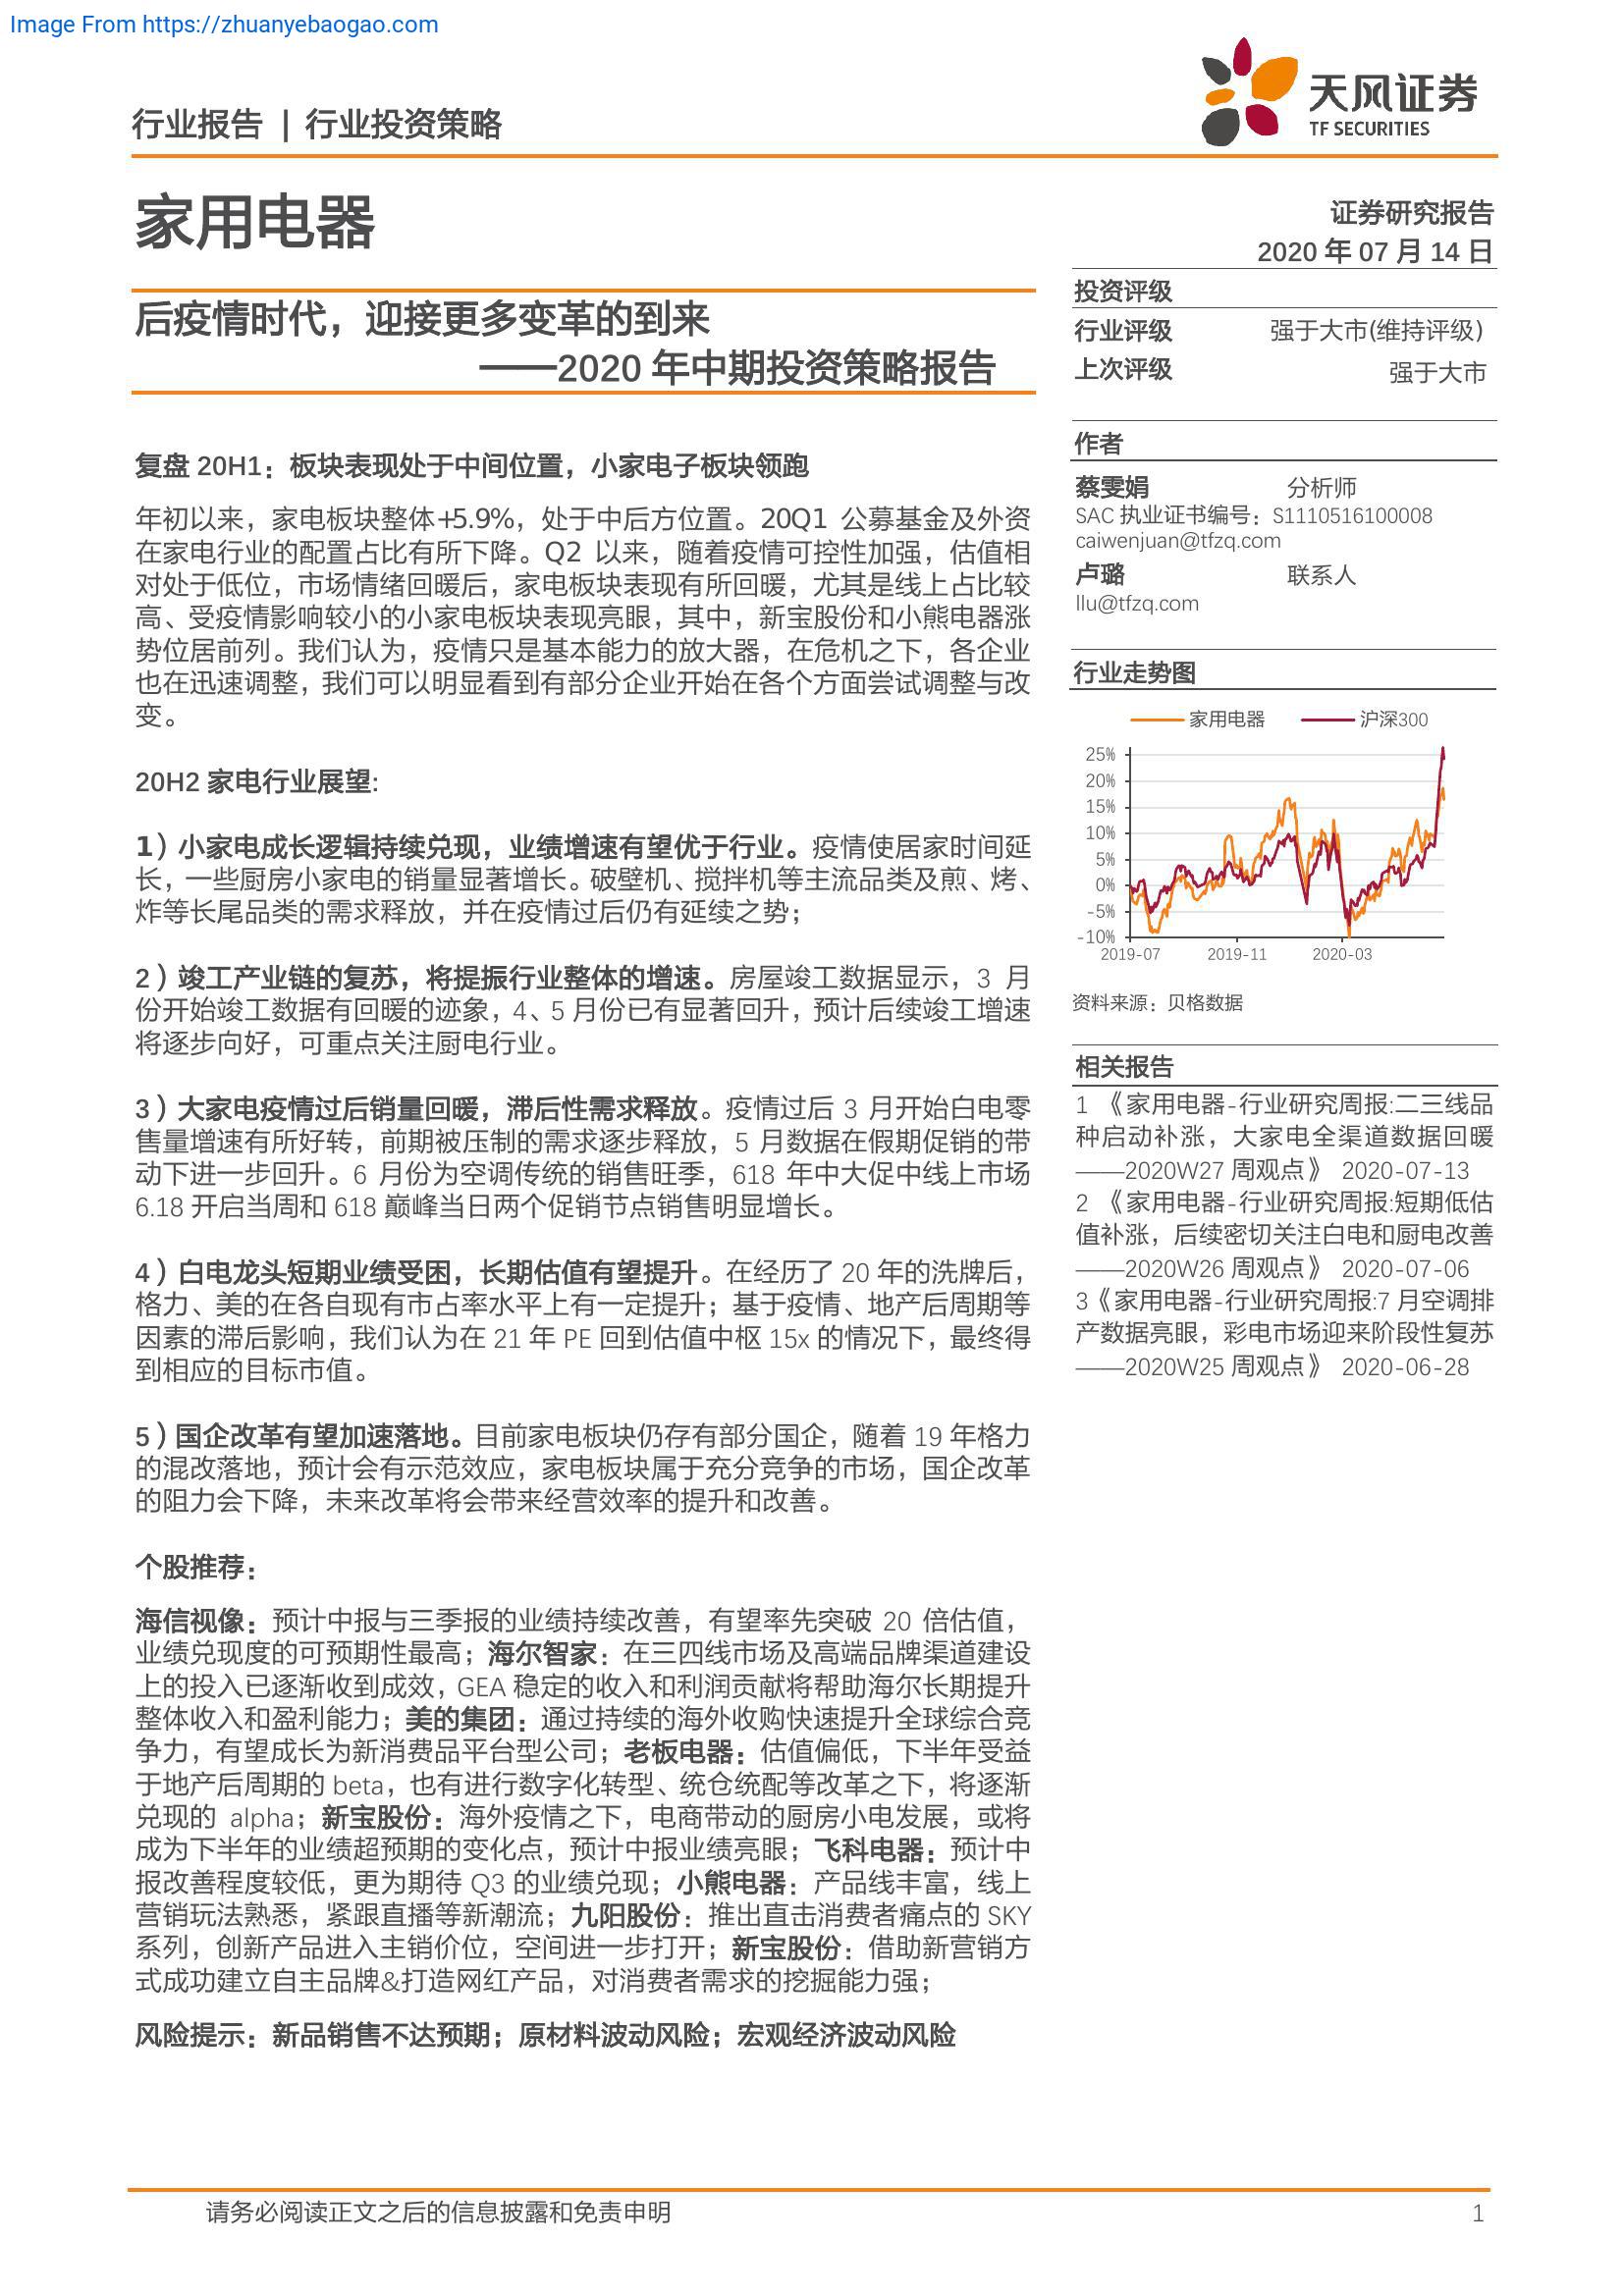 Image From https://zhuanyebaogao.com
行业报告 | 行业投资策略
天风证券
TF SECURITIES
家用电器
后疫情时代，迎接更多变革的到来
——2020 年中期投资策略报告
复盘 20H1：板块表现处于中间位置，小家电子板块领跑
年初以来，家电板块整体+5.9%，处于中后方位置。20Q1 公募基金及外资
在家电行业的配置占比有所下降。Q2 以来，随着疫情可控性加强，估值相
对处于低位，市场情绪回暖后，家电板块表现有所回暖，尤其是线上占比较
高、受疫情影响较小的小家电板块表现亮眼，其中，新宝股份和小熊电器涨
势位居前列。我们认为，疫情只是基本能力的放大器，在危机之下，各企业
也在迅速调整，我们可以明显看到有部分企业开始在各个方面尝试调整与改
变。
20H2 家电行业展望:
1）小家电成长逻辑持续兑现，业绩增速有望优于行业。疫情使居家时间延
长，一些厨房小家电的销量显著增长。破壁机、搅拌机等主流品类及煎、烤、
炸等长尾品类的需求释放，并在疫情过后仍有延续之势；
2）竣工产业链的复苏，将提振行业整体的增速。房屋竣工数据显示，3 月
份开始竣工数据有回暖的迹象，4、5 月份已有显著回升，预计后续竣工增速
将逐步向好，可重点关注厨电行业。
3）大家电疫情过后销量回暖，滞后性需求释放。疫情过后 3 月开始白电零
售量增速有所好转，前期被压制的需求逐步释放，5 月数据在假期促销的带
动下进一步回升。6 月份为空调传统的销售旺季，618 年中大促中线上市场
6.18 开启当周和 618 巅峰当日两个促销节点销售明显增长。
4）白电龙头短期业绩受困，长期估值有望提升。在经历了 20 年的洗牌后，
格力、美的在各自现有市占率水平上有一定提升；基于疫情、地产后周期等
因素的滞后影响，我们认为在 21 年 PE 回到估值中枢 15x 的情况下，最终得
到相应的目标市值。
5）国企改革有望加速落地。目前家电板块仍存有部分国企，随着 19 年格力
的混改落地，预计会有示范效应，家电板块属于充分竞争的市场，国企改革
的阻力会下降，未来改革将会带来经营效率的提升和改善。
个股推荐：
海信视像：预计中报与三季报的业绩持续改善，有望率先突破 20 倍估值，
业绩兑现度的可预期性最高；海尔智家：在三四线市场及高端品牌渠道建设
上的投入已逐渐收到成效，GEA 稳定的收入和利润贡献将帮助海尔长期提升
整体收入和盈利能力；美的集团：通过持续的海外收购快速提升全球综合竞
争力，有望成长为新消费品平台型公司；老板电器：估值偏低，下半年受益
于地产后周期的 beta，也有进行数字化转型、统仓统配等改革之下，将逐渐
兑现的 alpha；新宝股份：海外疫情之下，电商带动的厨房小电发展，或将
成为下半年的业绩超预期的变化点，预计中报业绩亮眼；飞科电器：预计中
报改善程度较低，更为期待 Q3 的业绩兑现；小熊电器：产品线丰富，线上
营销玩法熟悉，紧跟直播等新潮流；九阳股份：推出直击消费者痛点的 SKY
系列，创新产品进入主销价位，空间进一步打开；新宝股份：借助新营销方
式成功建立自主品牌&打造网红产品，对消费者需求的挖掘能力强；
风险提示：新品销售不达预期；原材料波动风险；宏观经济波动风险
证券研究报告
2020 年 07 月 14 日
投资评级
行业评级 强于大市(维持评级)
上次评级 强于大市
作者
蔡雯娟 分析师
SAC 执业证书编号：S1110516100008
caiwenjuan@tfzq.com
卢璐 联系人
llu@tfzq.com
行业走势图
家用电器 沪深300
25%
20%
15%
10%
5%
0%
-5%
-10%
2019-07 2019-11 2020-03
资料来源：贝格数据
相关报告
1 《家用电器-行业研究周报:二三线品
种启动补涨，大家电全渠道数据回暖
——2020W27 周观点》 2020-07-13
2 《家用电器-行业研究周报:短期低估
值补涨，后续密切关注白电和厨电改善
——2020W26 周观点》 2020-07-06
3《家用电器-行业研究周报:7 月空调排
产数据亮眼，彩电市场迎来阶段性复苏
——2020W25 周观点》 2020-06-28
请务必阅读正文之后的信息披露和免责申明 1